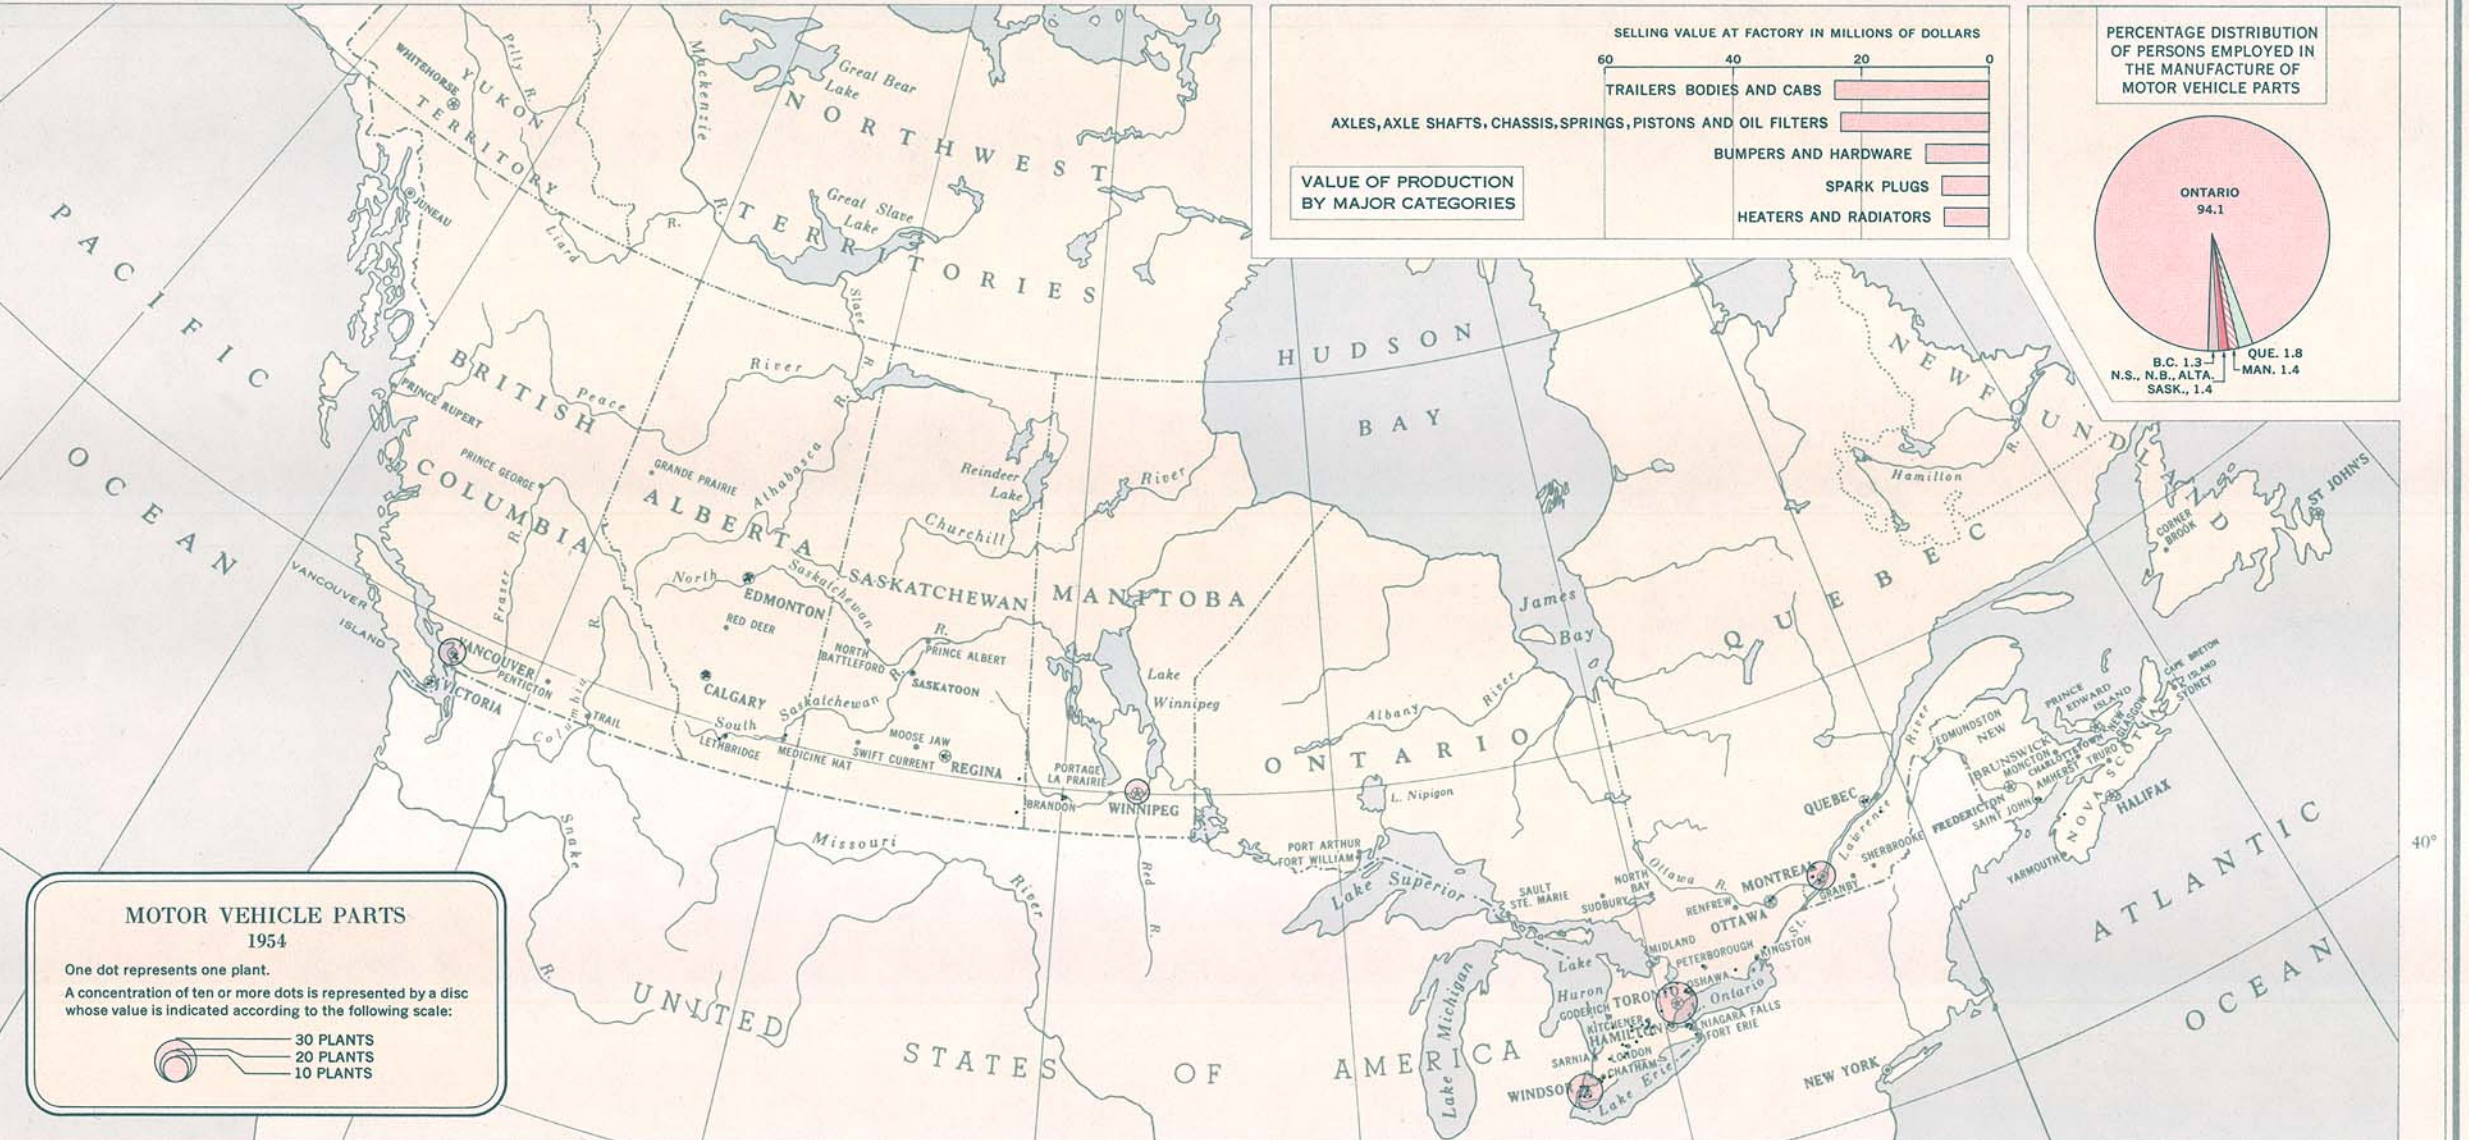 SELLING VALUE AT FACTORY IN MILLIONS OF DOLLARS
60 40 20 0
TRAILERS BODIES AND CABS
AXLES, AXLE SHAFTS, CHASSIS, SPRINGS, PISTONS AND OIL FILTERS
BUMPERS AND HARDWARE
SPARK PLUGS
HEATERS AND RADIATORS
VALUE OF PRODUCTION
BY MAJOR CATEGORIES
PERCENTAGE DISTRIBUTION
OF PERSONS EMPLOYED IN
THE MANUFACTURE OF
MOTOR VEHICLE PARTS
ONTARIO
94.1
B.C. 1.3
QUE. 1.8
N.S., N.B., ALTA.
SASK., 1.4
MAN. 1.4
WHITEHORSE
YUKON
TERRITORY
Pelly R.
Mackenzie
R.
Great Bear
Lake
NORTHWEST
TERRITORIES
Great Slave
Lake
JUNEAU
Liard
R.
Slave
R.
PACIFIC
OCEAN
HUDSON
BAY
NEWFOUNDLAND
BRITISH
COLUMBIA
Peace
River
PRINCE RUPERT
PRINCE GEORGE
GRANDE PRAIRIE
ALBERTA
Athabasca
R.
Reindeer
Lake
Churchill
River
Hamilton
R.
CORNER
BROOK
ST JOHN'S
VANCOUVER
ISLAND
Fraser
R.
North
Saskatchewan
R.
EDMONTON
RED DEER
SASKATCHEWAN
MANITOBA
James
Bay
QUEBEC
VANCOUVER
PENTICTON
VICTORIA
Columbia
R.
TRAIL
CALGARY
NORTH
BATTLEFORD
PRINCE ALBERT
SASKATOON
South
Saskatchewan
R.
LETHBRIDGE
MEDICINE HAT
SWIFT CURRENT
MOOSE JAW
REGINA
Lake
Winnipeg
PORTAGE
LA PRAIRIE
BRANDON
WINNIPEG
Albany
River
ONTARIO
L. Nipigon
PORT ARTHUR
FORT WILLIAM
Lake Superior
SAULT
STE. MARIE
SUDBURY
NORTH
BAY
Ottawa
R.
RENFREW
OTTAWA
MONTREAL
GRANBY
SHERBROOKE
QUEBEC
St.
Lawrence
River
EDMUNDSTON
NEW
BRUNSWICK
MONCTON
FREDERICTON
SAINT JOHN
PRINCE
EDWARD
ISLAND
CHARLOTTETOWN
AMHERST
TRURO
NEW
GLASGOW
CAPE BRETON
ISLAND
SYDNEY
NOVA SCOTIA
HALIFAX
YARMOUTH
MIDLAND
PETERBOROUGH
KINGSTON
OSHAWA
TORONTO
Ontario
Lake
Huron
GODERICH
KITCHENER
HAMILTON
NIAGARA FALLS
FORT ERIE
SARNIA
LONDON
CHATHAM
WINDSOR
Lake Erie
Lake Michigan
NEW YORK
ATLANTIC
OCEAN
40°
Snake
R.
Missouri
River
Red
R.
UNITED
STATES
OF
AMERICA
MOTOR VEHICLE PARTS
1954
One dot represents one plant.
A concentration of ten or more dots is represented by a disc
whose value is indicated according to the following scale:
30 PLANTS
20 PLANTS
10 PLANTS